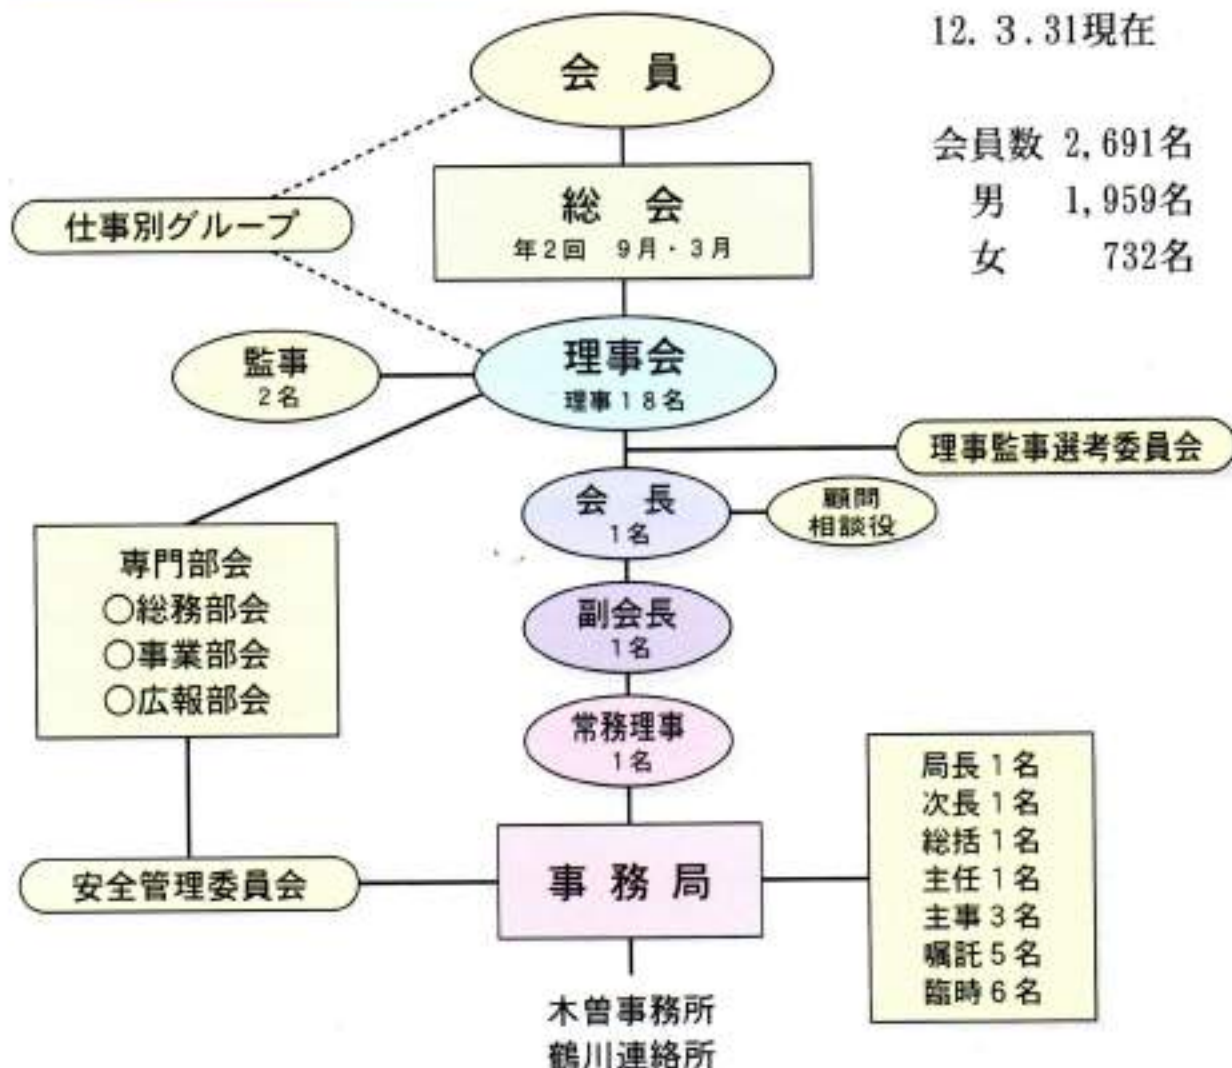 12.3.31現在
会員数 2,691名
男 1,959名
女 732名
会員
総会
年2回 9月・3月
仕事別グループ
理事会
理事18名
監事
2名
理事監事選考委員会
会長
1名
顧問
相談役
副会長
1名
専門部会
○総務部会
○事業部会
○広報部会
常務理事
1名
局長1名
次長1名
総括1名
主任1名
主事3名
嘱託5名
臨時6名
安全管理委員会
事務局
木曽事務所
鶴川連絡所